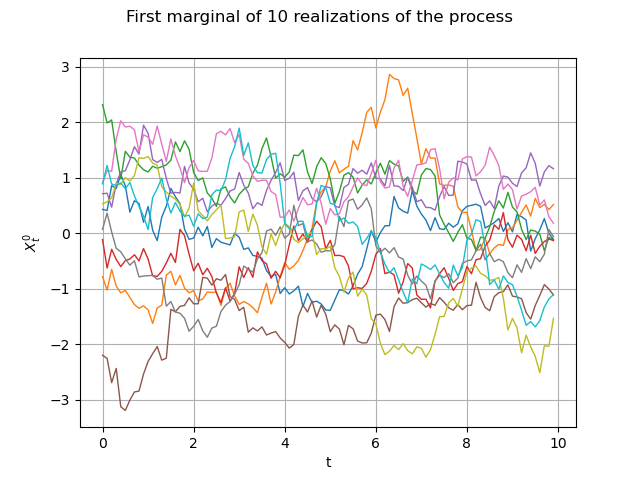 First marginal of 10 realizations of the process
3
2
1
0
−1
−2
−3
X_t^0
0 2 4 6 8 10
t